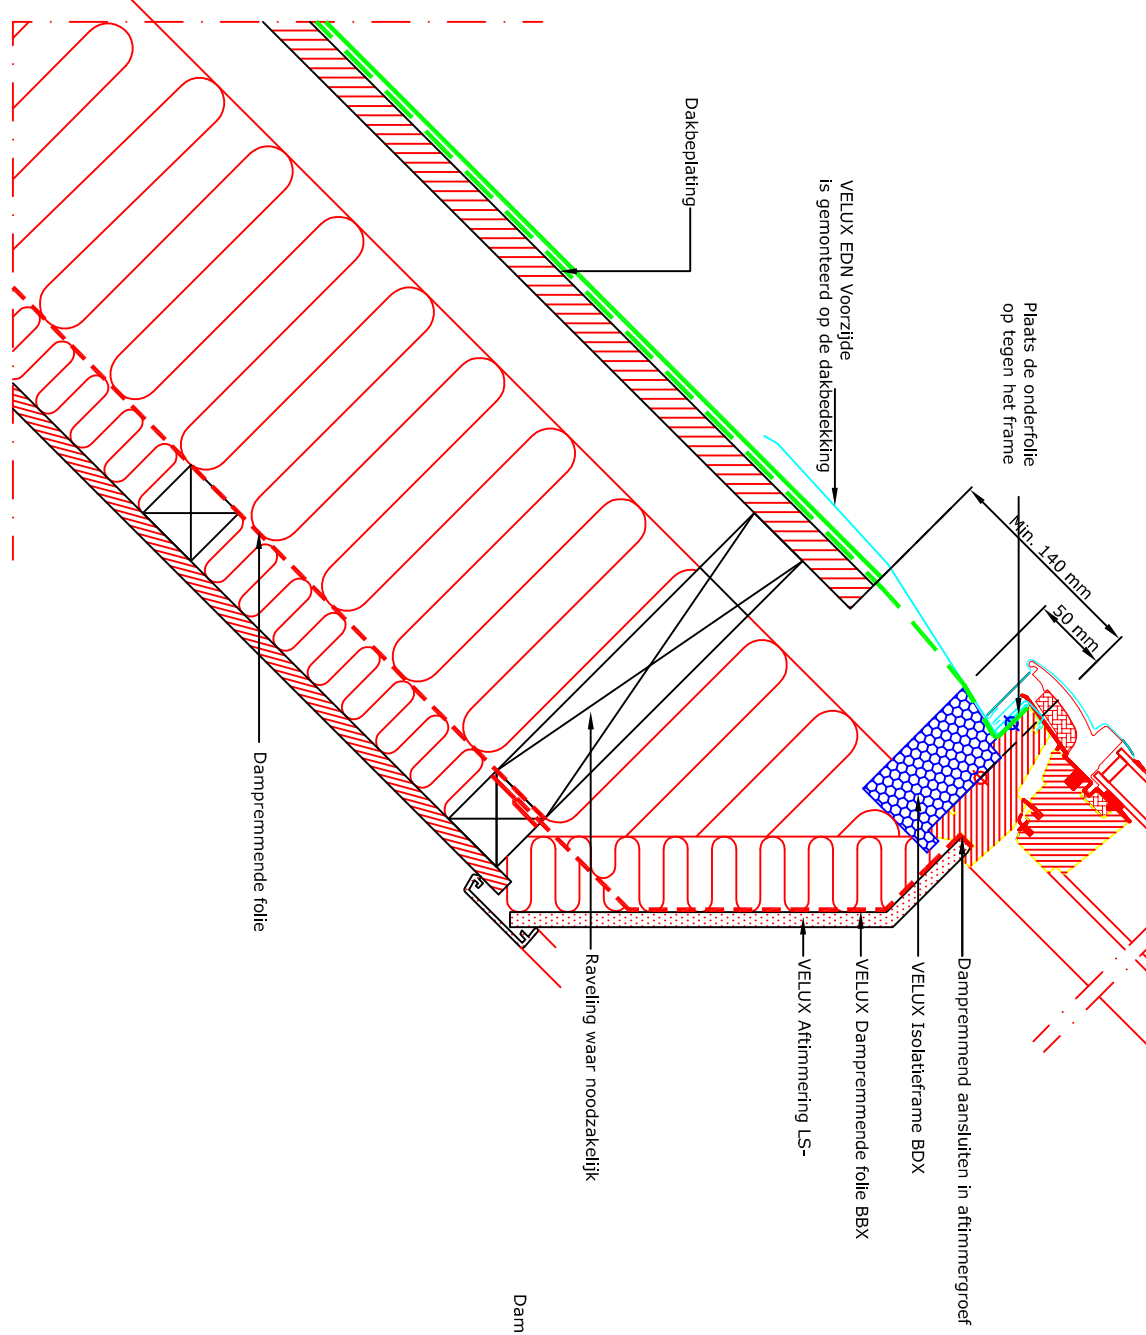 Dakbeplating
VELUX EDN Voorzijde
is gemonteerd op de dakbedekking
Plaats de onderfolie
op tegen het frame
Min. 140 mm
50 mm
Dampremmende folie
Raveling waar noodzakelijk
VELUX Aftimmering LS-
VELUX Dampremmende folie BBX
VELUX Isolatieframe BDX
Dampremmend aansluiten in aftimmergroef
Dam